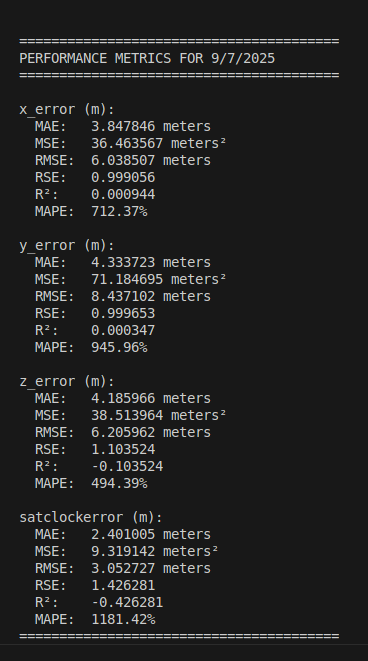 ========================================
PERFORMANCE METRICS FOR 9/7/2025
========================================
x_error (m):
  MAE:   3.847846 meters
  MSE:   36.463567 meters²
  RMSE:  6.038507 meters
  RSE:   0.999056
  R²:    0.000944
  MAPE:  712.37%
y_error (m):
  MAE:   4.333723 meters
  MSE:   71.184695 meters²
  RMSE:  8.437102 meters
  RSE:   0.999653
  R²:    0.000347
  MAPE:  945.96%
z_error (m):
  MAE:   4.185966 meters
  MSE:   38.513964 meters²
  RMSE:  6.205962 meters
  RSE:   1.103524
  R²:    -0.103524
  MAPE:  494.39%
satclockerror (m):
  MAE:   2.401005 meters
  MSE:   9.319142 meters²
  RMSE:  3.052727 meters
  RSE:   1.426281
  R²:    -0.426281
  MAPE:  1181.42%
========================================